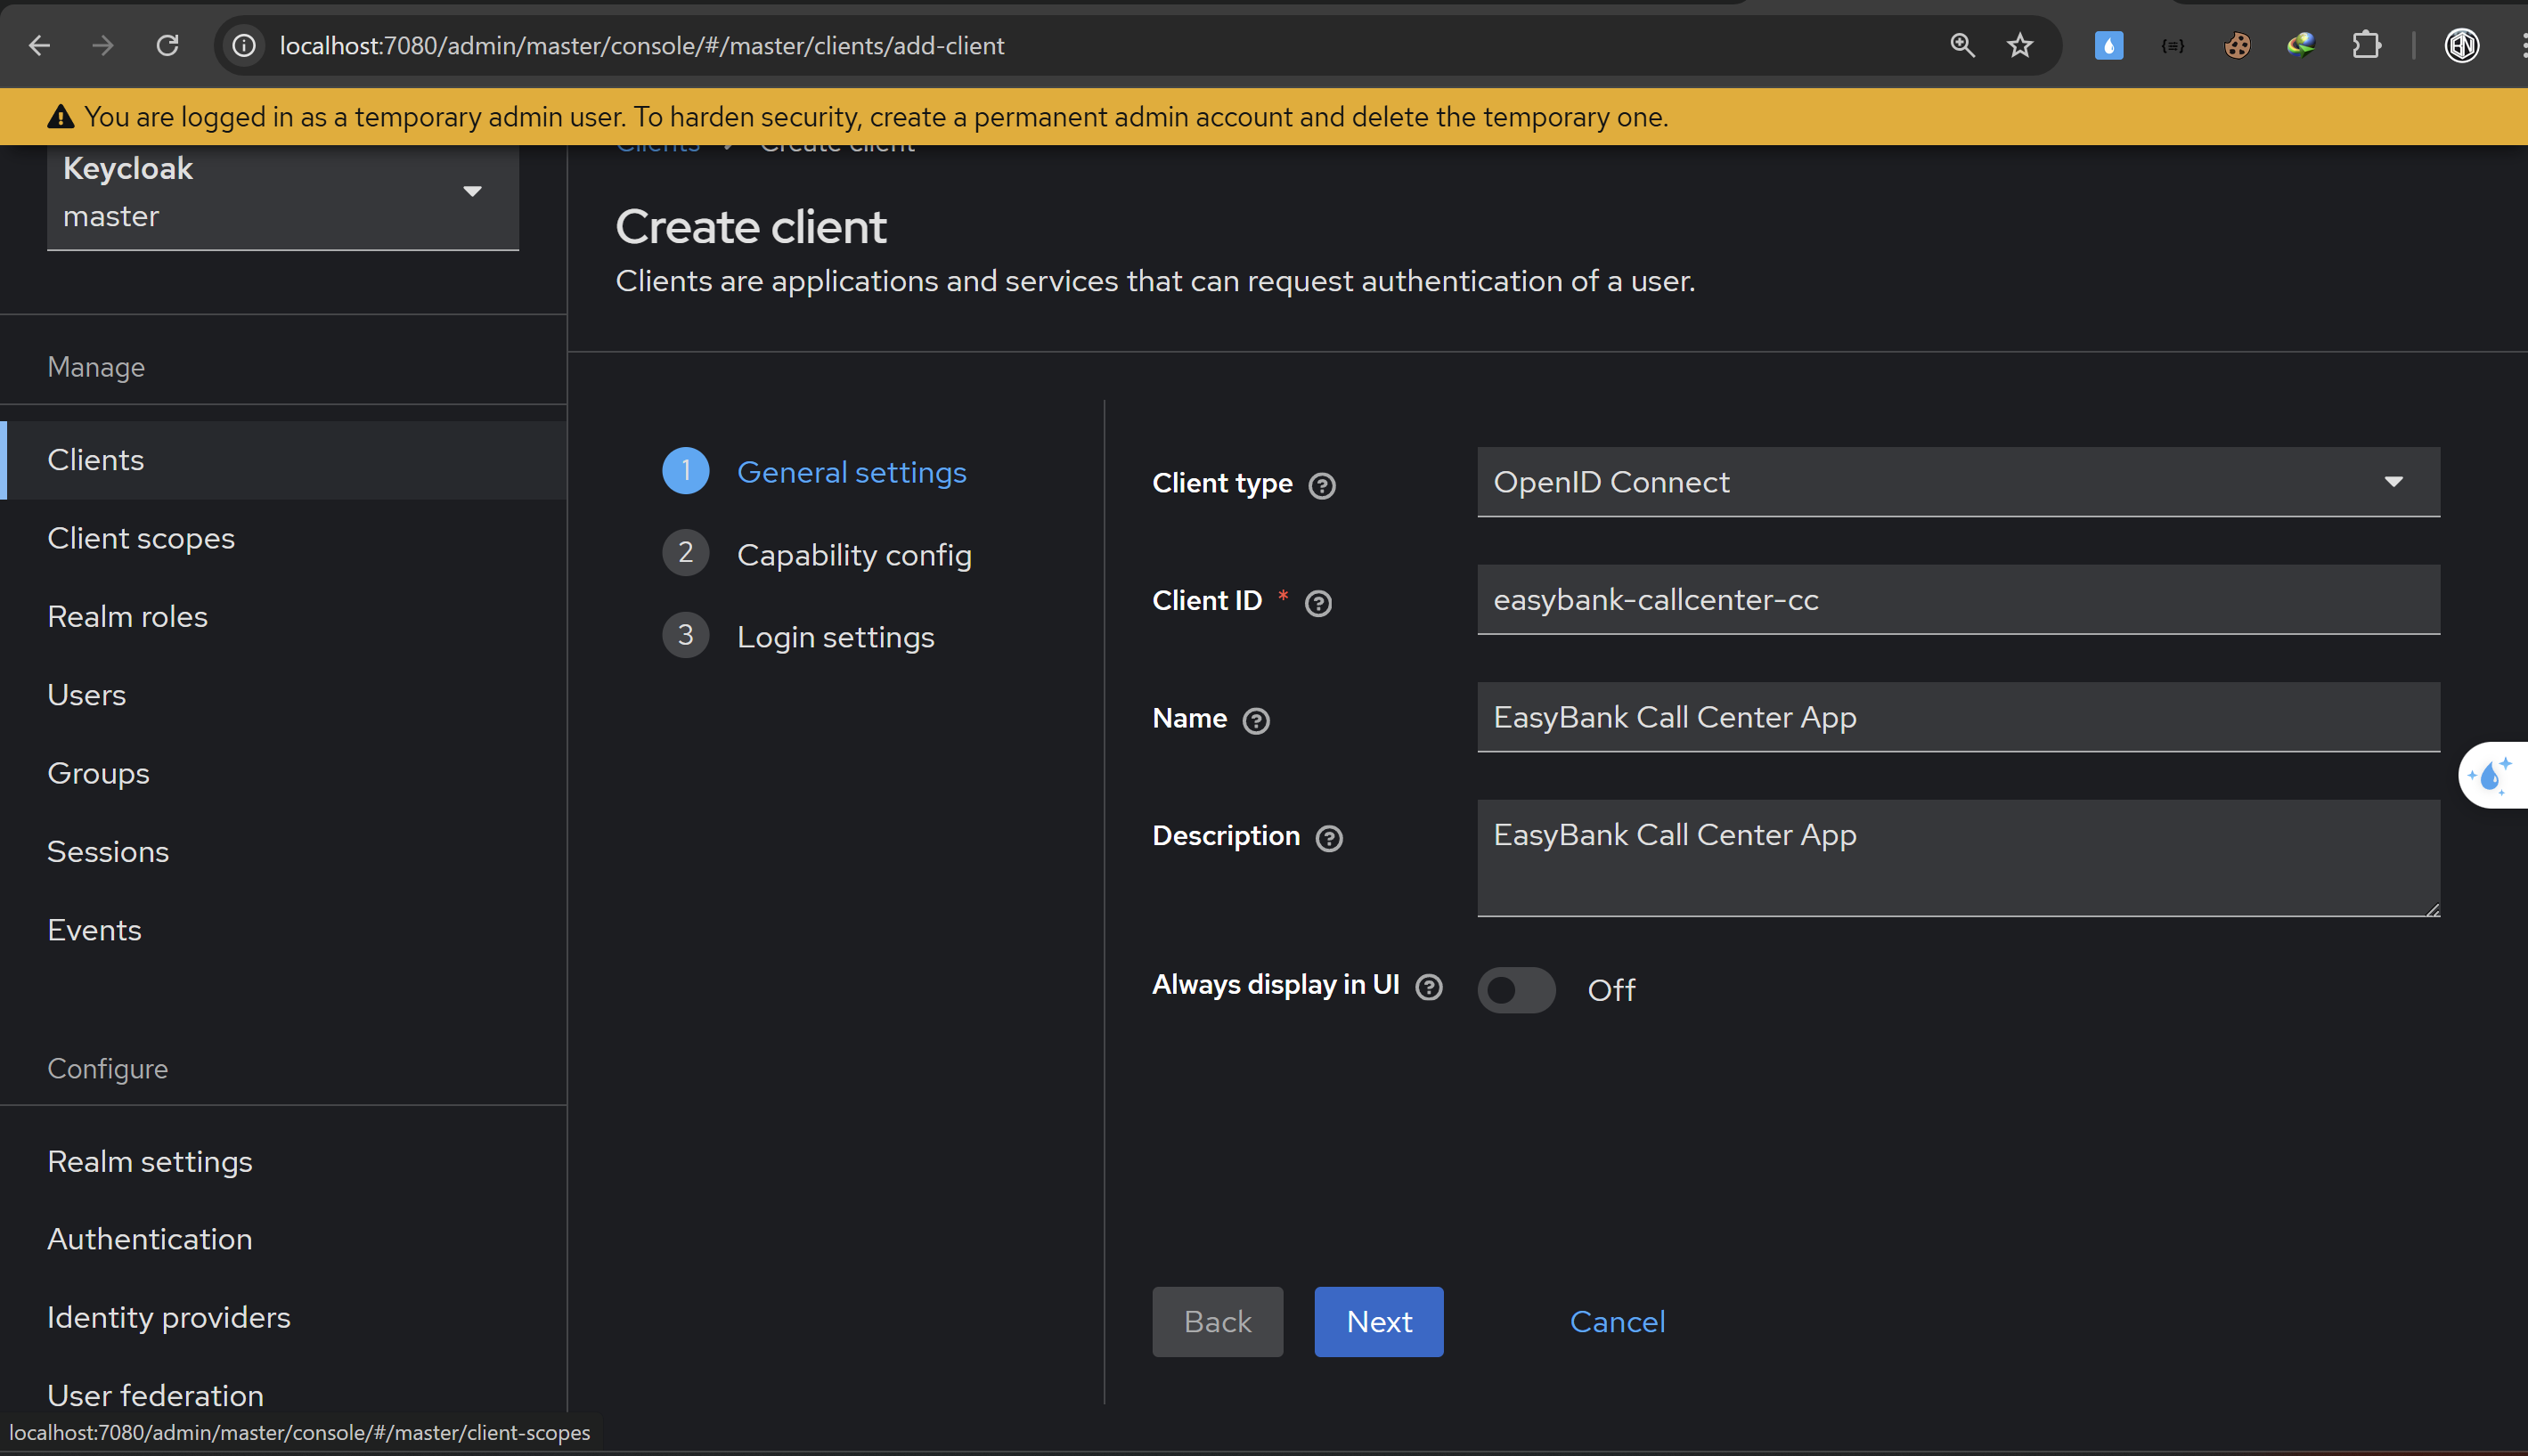 localhost:7080/admin/master/console/#/master/clients/add-client
You are logged in as a temporary admin user. To harden security, create a permanent admin account and delete the temporary one.
Keycloak
master
Manage
Clients
Client scopes
Realm roles
Users
Groups
Sessions
Events
Configure
Realm settings
Authentication
Identity providers
User federation
localhost:7080/admin/master/console/#/master/client-scopes
Clients Create client
Create client
Clients are applications and services that can request authentication of a user.
1 General settings
2 Capability config
3 Login settings
Client type OpenID Connect
Client ID * easybank-callcenter-cc
Name EasyBank Call Center App
Description EasyBank Call Center App
Always display in UI Off
Back Next Cancel